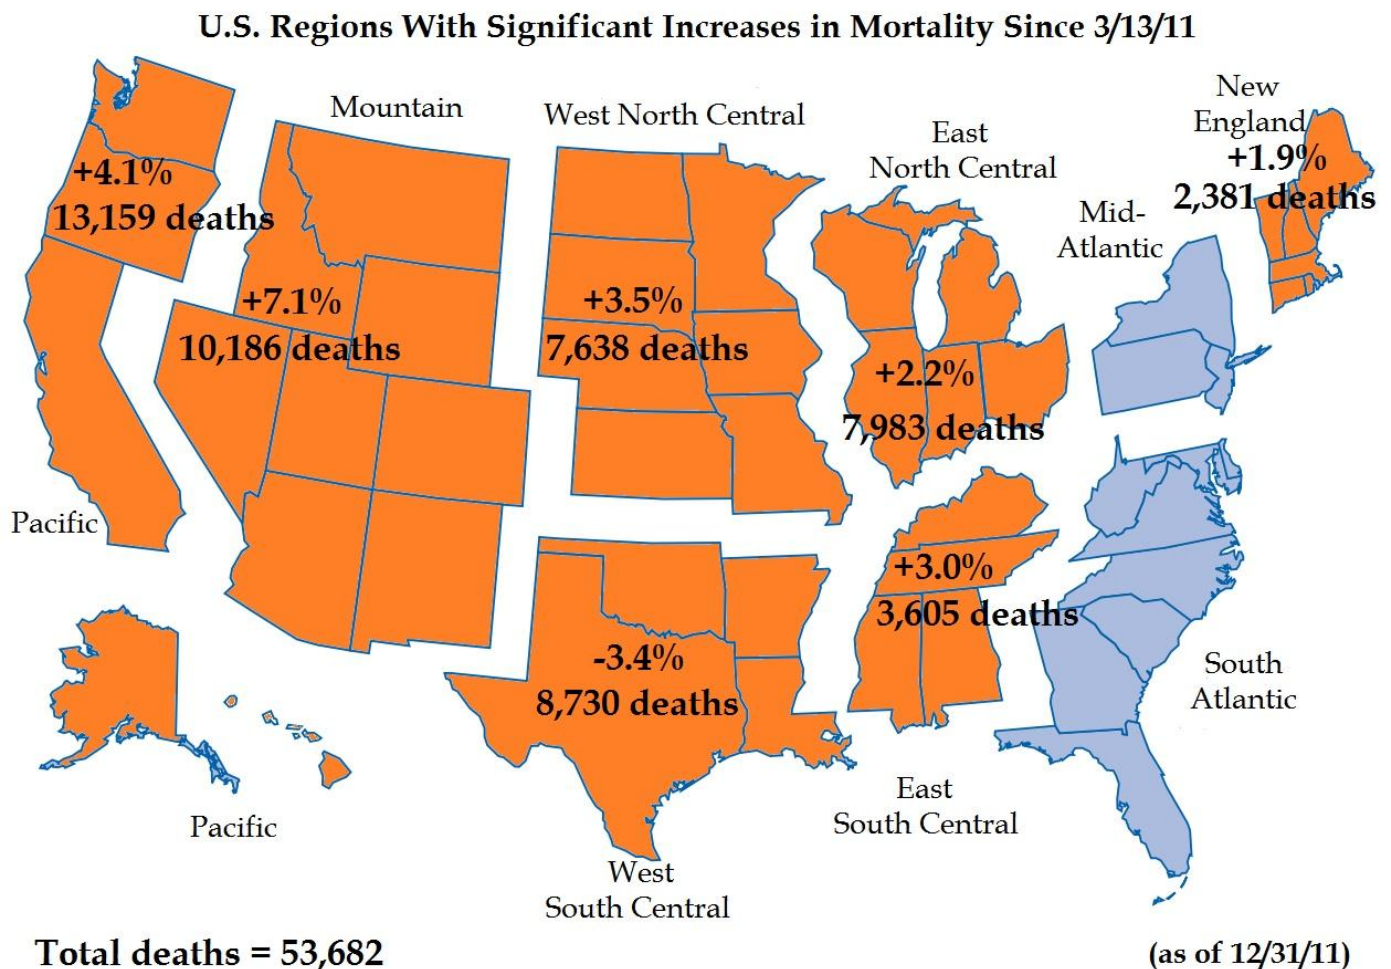 U.S. Regions With Significant Increases in Mortality Since 3/13/11
Mountain
West North Central
East
North Central
New
England
+1.9%
2,381 deaths
+4.1%
13,159 deaths
Mid-
Atlantic
+7.1%
10,186 deaths
+3.5%
7,638 deaths
+2.2%
7,983 deaths
Pacific
+3.0%
3,605 deaths
-3.4%
8,730 deaths
South
Atlantic
Pacific
East
South Central
West
South Central
Total deaths = 53,682
(as of 12/31/11)